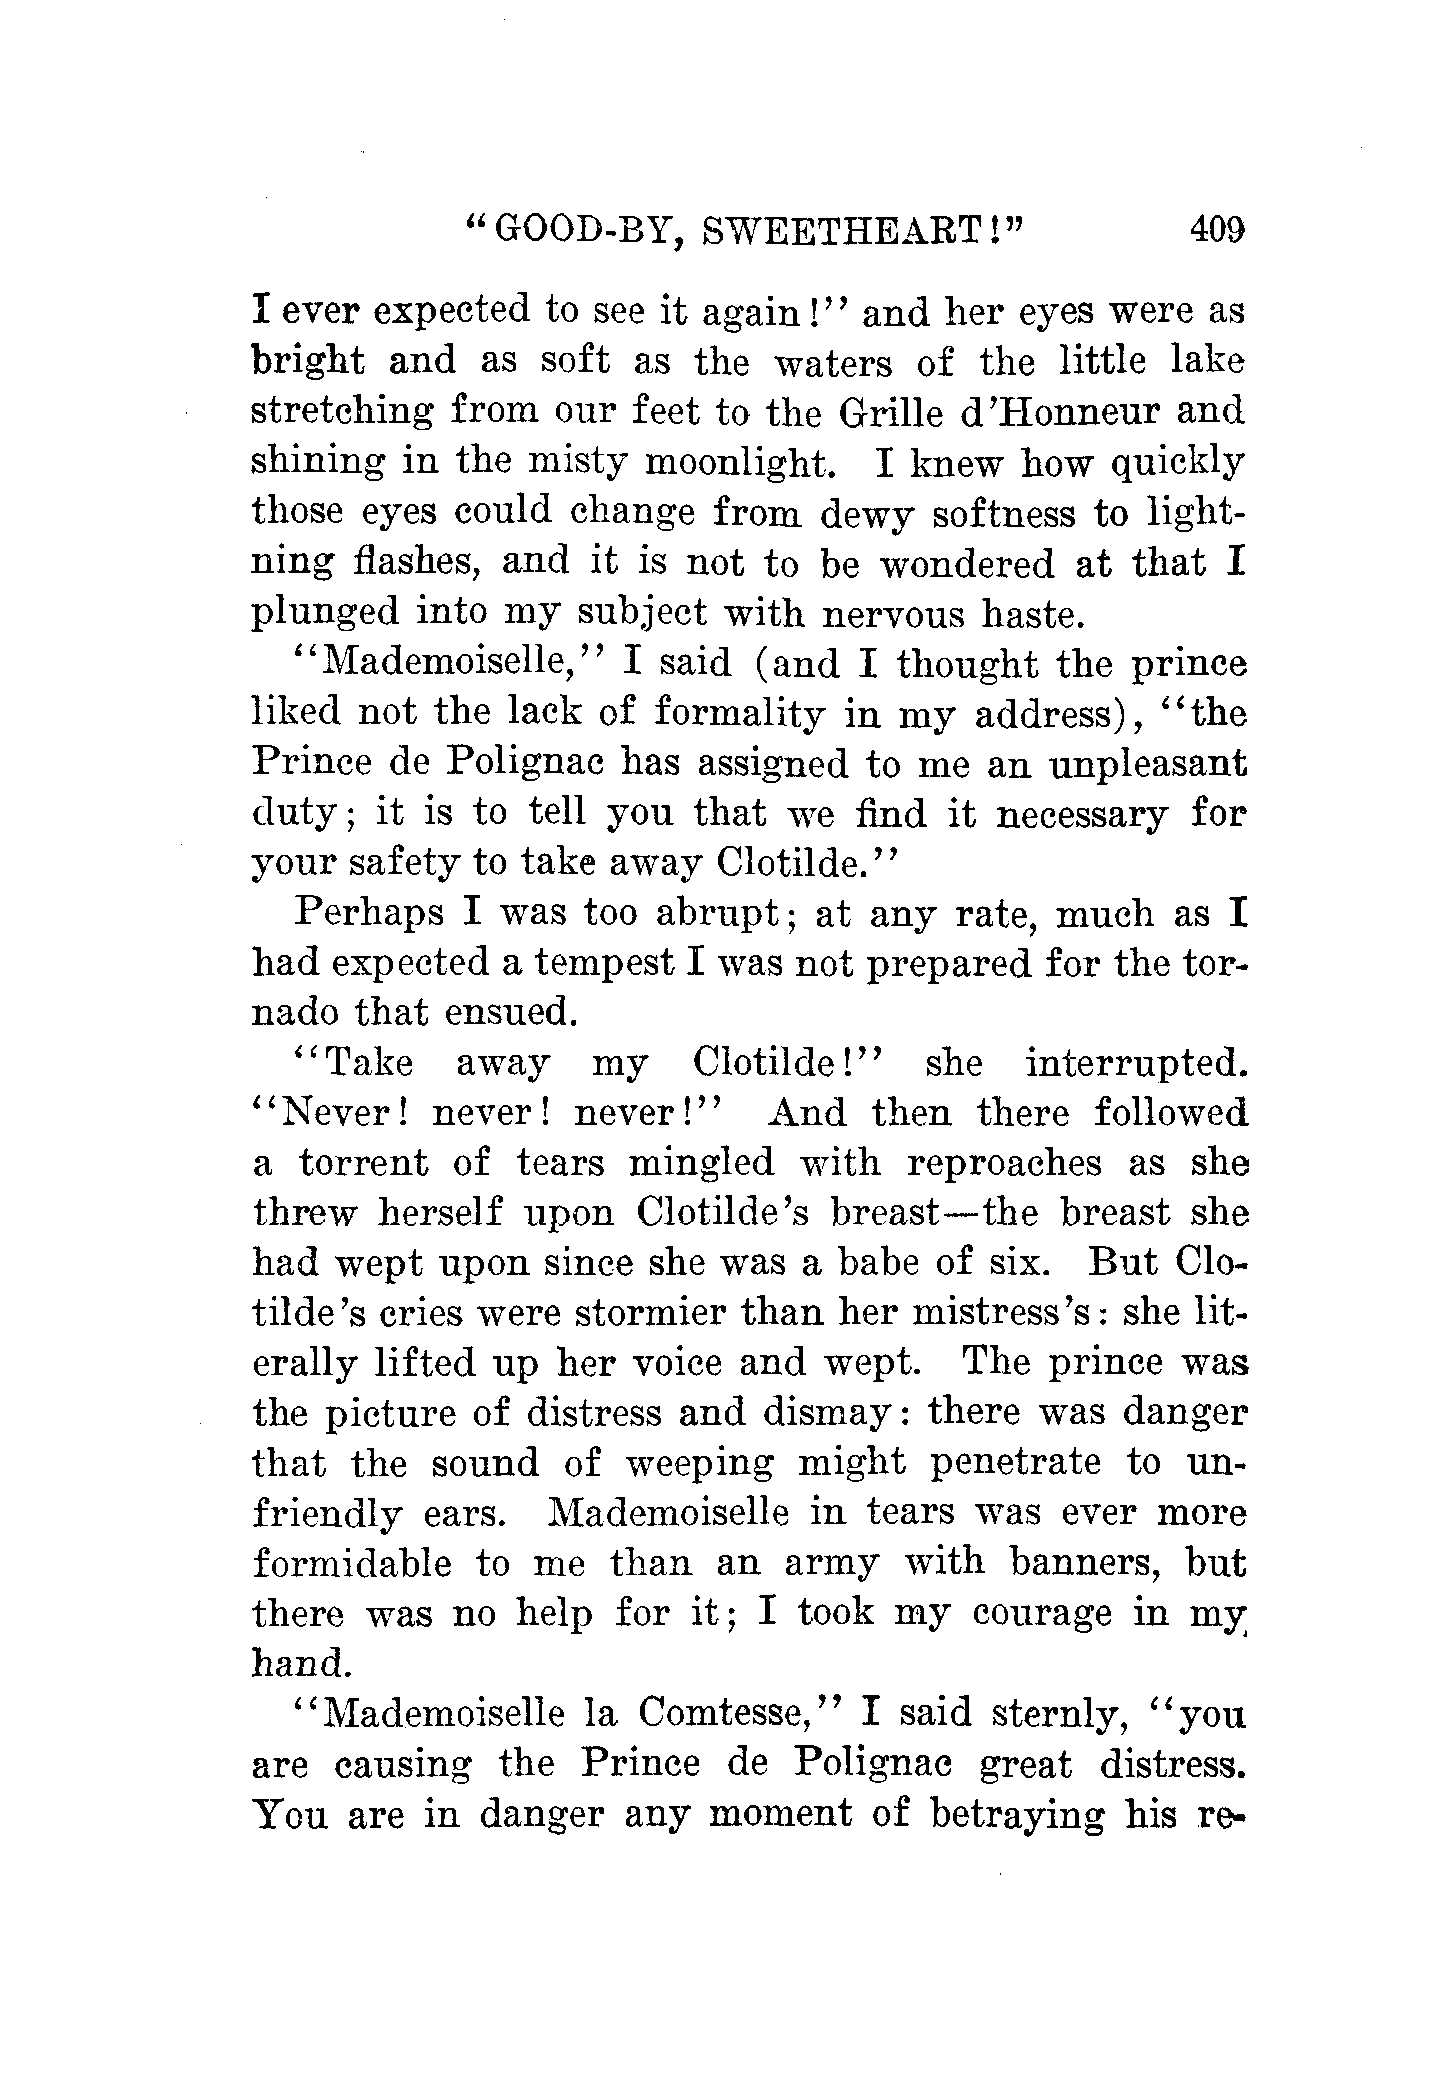 "GOOD-BY, SWEETHEART!" 409
I ever expected to see it again!" and her eyes were as
bright and as soft as the waters of the little lake
stretching from our feet to the Grille d'Honneur and
shining in the misty moonlight. I knew how quickly
those eyes could change from dewy softness to light-
ning flashes, and it is not to be wondered at that I
plunged into my subject with nervous haste.
"Mademoiselle," I said (and I thought the prince
liked not the lack of formality in my address), "the
Prince de Polignac has assigned to me an unpleasant
duty; it is to tell you that we find it necessary for
your safety to take away Clotilde."
Perhaps I was too abrupt; at any rate, much as I
had expected a tempest I was not prepared for the tor-
nado that ensued.
"Take away my Clotilde!" she interrupted.
"Never! never! never!" And then there followed
a torrent of tears mingled with reproaches as she
threw herself upon Clotilde's breast—the breast she
had wept upon since she was a babe of six. But Clo-
tilde's cries were stormier than her mistress's: she lit-
erally lifted up her voice and wept. The prince was
the picture of distress and dismay: there was danger
that the sound of weeping might penetrate to un-
friendly ears. Mademoiselle in tears was ever more
formidable to me than an army with banners, but
there was no help for it; I took my courage in my
hand.
"Mademoiselle la Comtesse," I said sternly, "you
are causing the Prince de Polignac great distress.
You are in danger any moment of betraying his re-